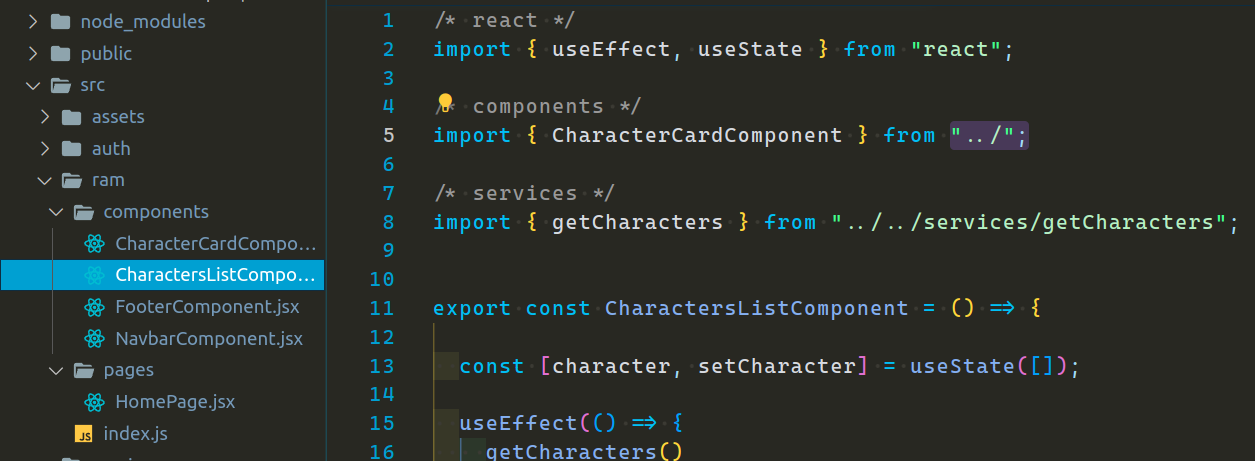 node_modules
public
src
assets
auth
ram
components
CharacterCardCompo...
CharactersListCompo...
FooterComponent.jsx
NavbarComponent.jsx
pages
HomePage.jsx
JS index.js
1 /* react */
2 import { useEffect, useState } from "react";
3
4 /* components */
5 import { CharacterCardComponent } from "../";
6
7 /* services */
8 import { getCharacters } from "../../services/getCharacters";
9
10
11 export const CharactersListComponent = () => {
12
13 const [character, setCharacter] = useState([]);
14
15 useEffect(() => {
16 getCharacters()